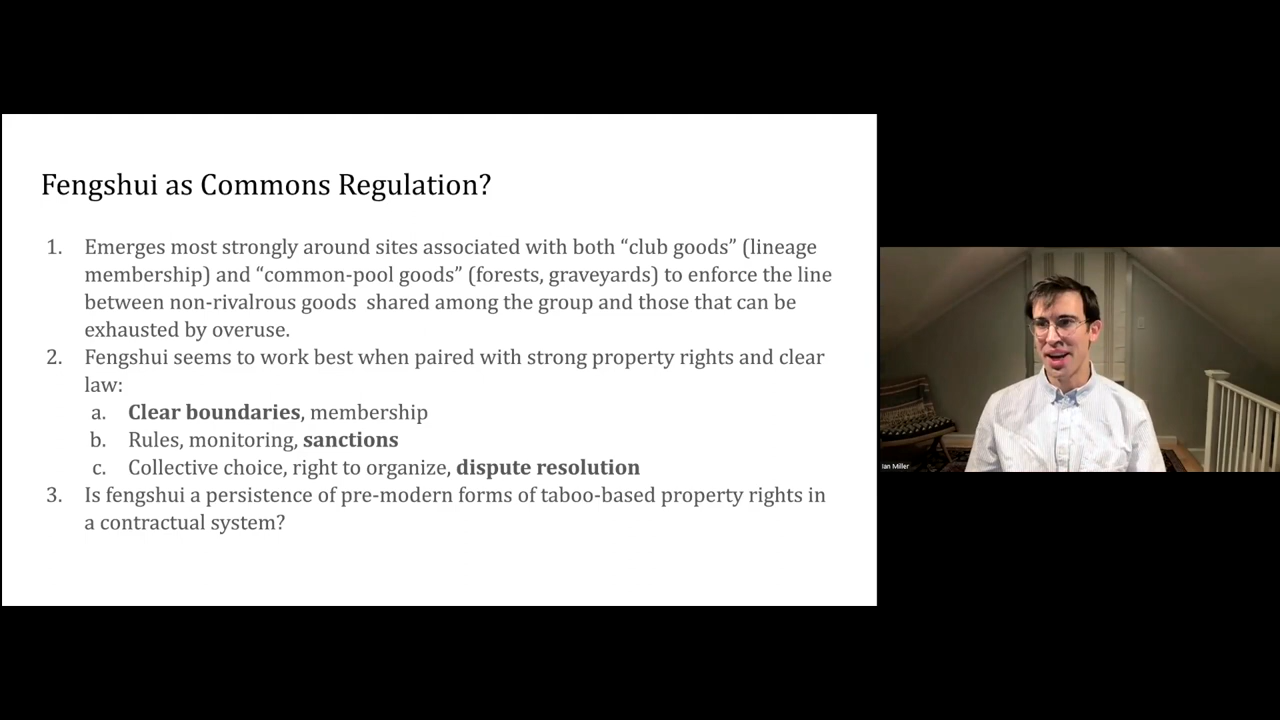 Fengshui as Commons Regulation?
1. Emerges most strongly around sites associated with both “club goods” (lineage
membership) and “common-pool goods” (forests, graveyards) to enforce the line
between non-rivalrous goods shared among the group and those that can be
exhausted by overuse.
2. Fengshui seems to work best when paired with strong property rights and clear
law:
a. Clear boundaries, membership
b. Rules, monitoring, sanctions
c. Collective choice, right to organize, dispute resolution
3. Is fengshui a persistence of pre-modern forms of taboo-based property rights in
a contractual system?
Ian Miller